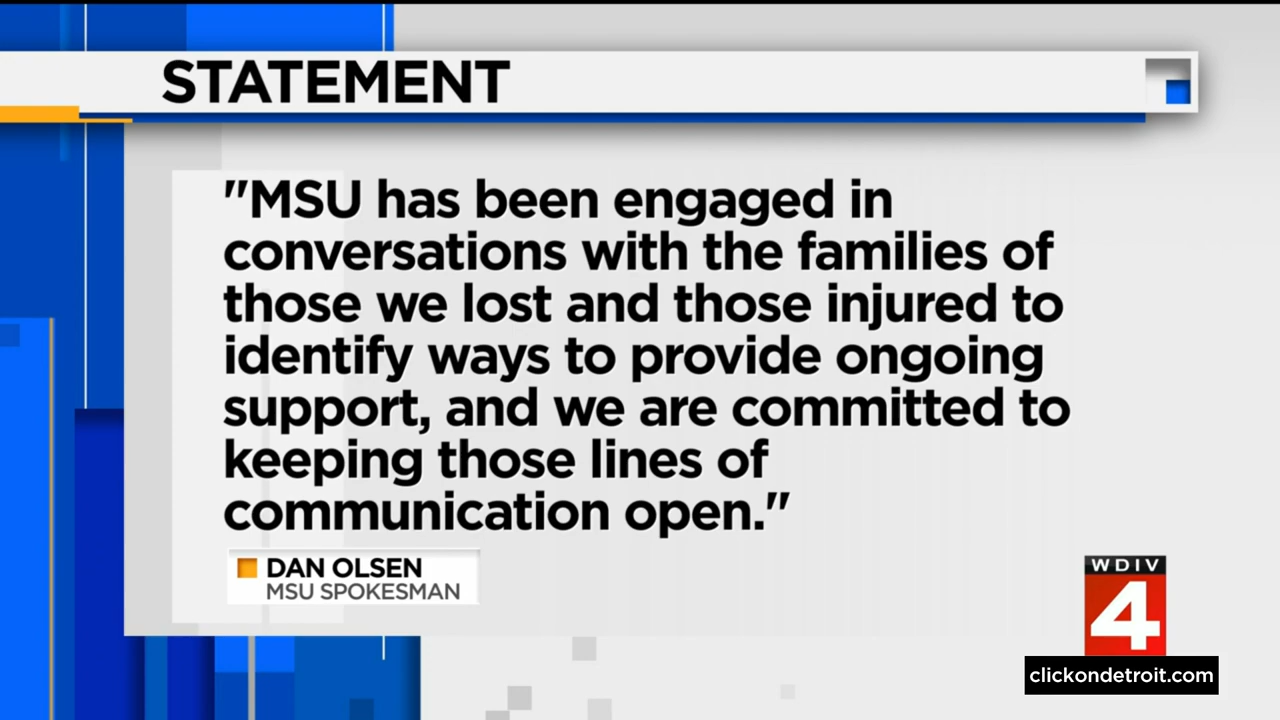 STATEMENT
"MSU has been engaged in
conversations with the families of
those we lost and those injured to
identify ways to provide ongoing
support, and we are committed to
keeping those lines of
communication open."
DAN OLSEN
MSU SPOKESMAN
WDIV
4
clickondetroit.com